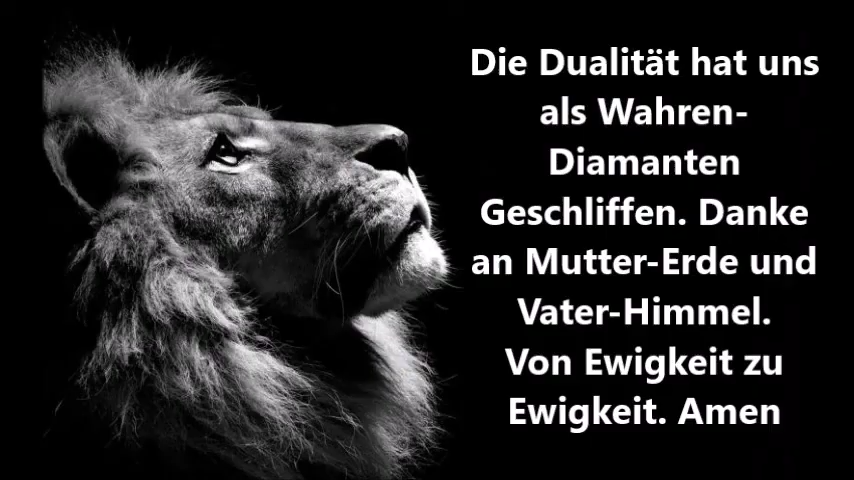 Die Dualität hat uns
als Wahren-
Diamanten
Geschliffen. Danke
an Mutter-Erde und
Vater-Himmel.
Von Ewigkeit zu
Ewigkeit. Amen